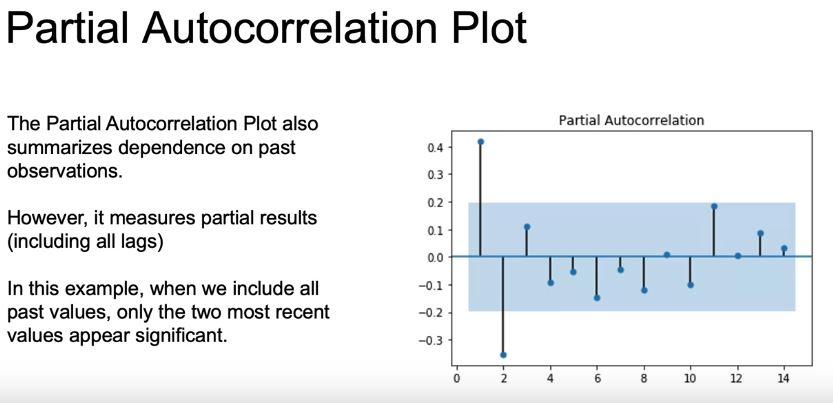 Partial Autocorrelation Plot
The Partial Autocorrelation Plot also
summarizes dependence on past
observations.
However, it measures partial results
(including all lags)
In this example, when we include all
past values, only the two most recent
values appear significant.
Partial Autocorrelation
0.4
0.3
0.2
0.1
0.0
−0.1
−0.2
−0.3
0 2 4 6 8 10 12 14